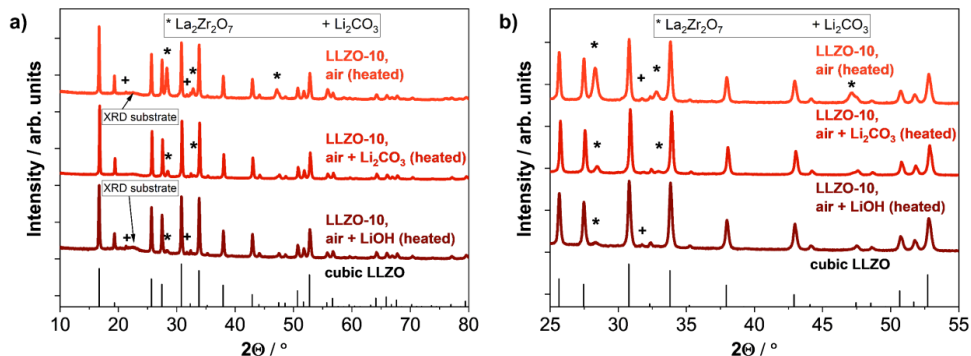 a)
* La2Zr2O7 + Li2CO3
LLZO-10,
air (heated)
XRD substrate
LLZO-10,
air + Li2CO3 (heated)
XRD substrate
LLZO-10,
air + LiOH (heated)
cubic LLZO
Intensity / arb. units
10 20 30 40 50 60 70 80
2Θ / °
b)
* La2Zr2O7 + Li2CO3
LLZO-10,
air (heated)
LLZO-10,
air + Li2CO3 (heated)
LLZO-10,
air + LiOH (heated)
cubic LLZO
Intensity / arb. units
25 30 35 40 45 50 55
2Θ / °